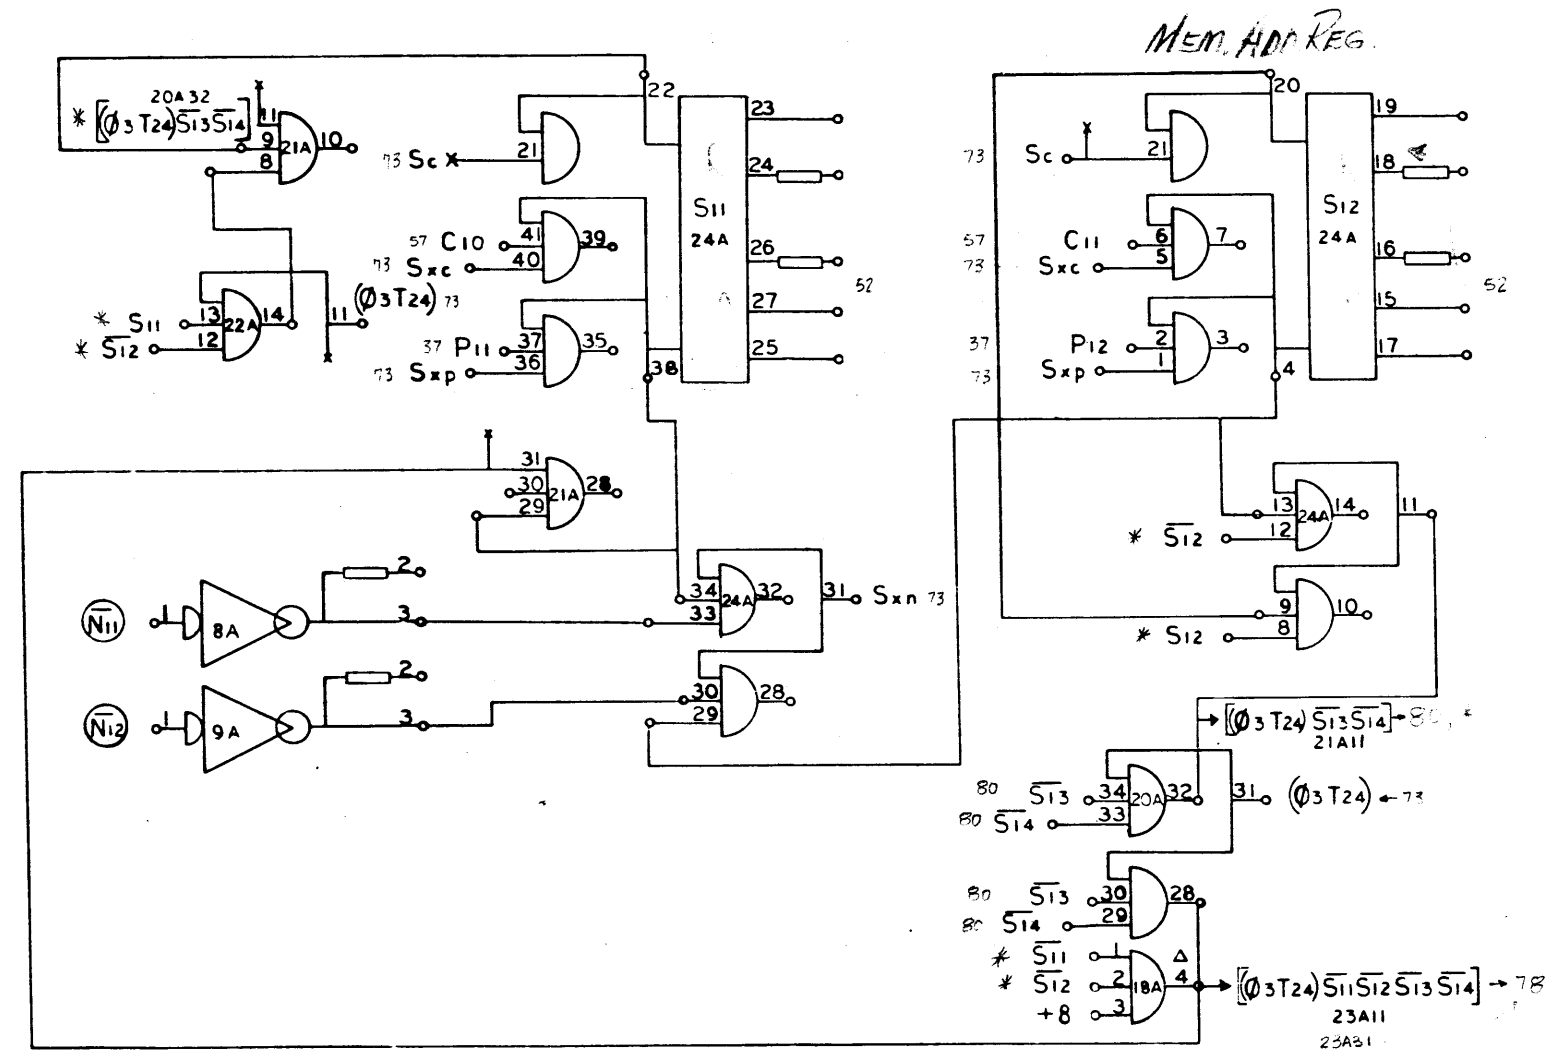 MEM. ADD REG.
20A32
* [(Ø3T24)S̅13S̅14]
11
9
8
21A
10
22
73 Sc
21
23
24
S11
24A
26
27
25
52
57 C10
73 Sxc
41
40
39
37 P11
73 Sxp
37
36
35
38
* S11
* S̅12
13
12
22A
14
11
(Ø3T24) 73
20
73
Sc
21
19
18
S12
24A
16
15
17
52
57
73
C11
Sxc
6
5
7
37
73
P12
Sxp
2
1
3
4
31
30
29
21A
28
N̅11
1
8A
2
3
34
33
24A
32
31
Sxn 73
N̅12
1
9A
2
3
30
29
28
* S̅12
13
12
24A
14
11
* S12
9
8
10
[(Ø3T24) S̅13S̅14] → 80, *
21A11
80 S̅13
80 S̅14
34
33
20A
32
31
(Ø3T24) ← 73
80 S̅13
80 S̅14
30
29
28
* S̅11
* S̅12
+8
1
2
3
18A
Δ
4
[(Ø3T24) S̅11S̅12S̅13S̅14] → 78
23A11
23A31